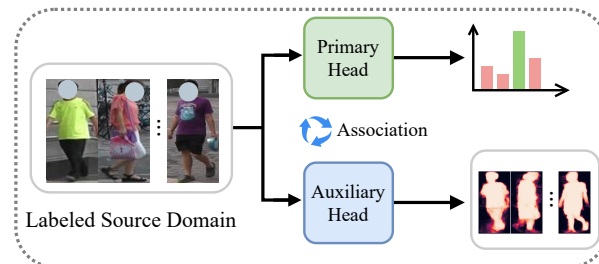 Primary
Head
Association
Auxiliary
Head
Labeled Source Domain